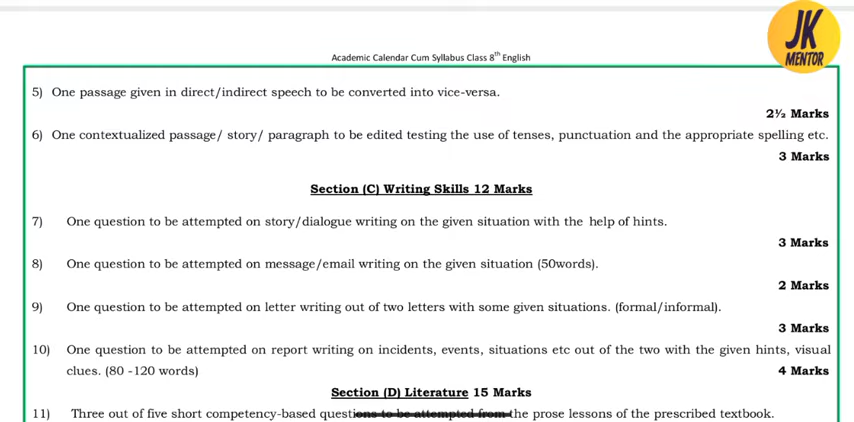 JK
MENTOR
Academic Calendar Cum Syllabus Class 8th English
5) One passage given in direct/indirect speech to be converted into vice-versa.
2½ Marks
6) One contextualized passage/ story/ paragraph to be edited testing the use of tenses, punctuation and the appropriate spelling etc.
3 Marks
Section (C) Writing Skills 12 Marks
7) One question to be attempted on story/dialogue writing on the given situation with the help of hints.
3 Marks
8) One question to be attempted on message/email writing on the given situation (50words).
2 Marks
9) One question to be attempted on letter writing out of two letters with some given situations. (formal/informal).
3 Marks
10) One question to be attempted on report writing on incidents, events, situations etc out of the two with the given hints, visual
clues. (80 -120 words) 4 Marks
Section (D) Literature 15 Marks
11) Three out of five short competency-based questions to be attempted from the prose lessons of the prescribed textbook.